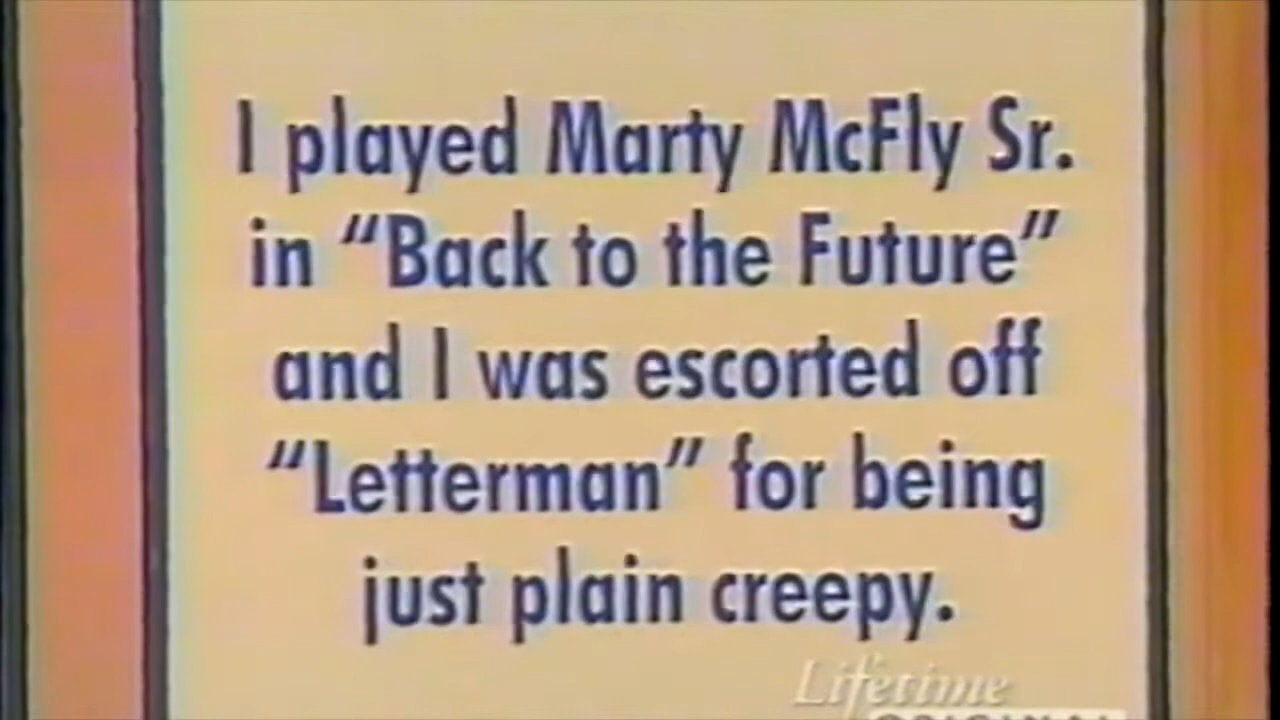 I played Marty McFly Sr.
in “Back to the Future”
and I was escorted off
“Letterman” for being
just plain creepy.
Lifetime
ORIGINAL